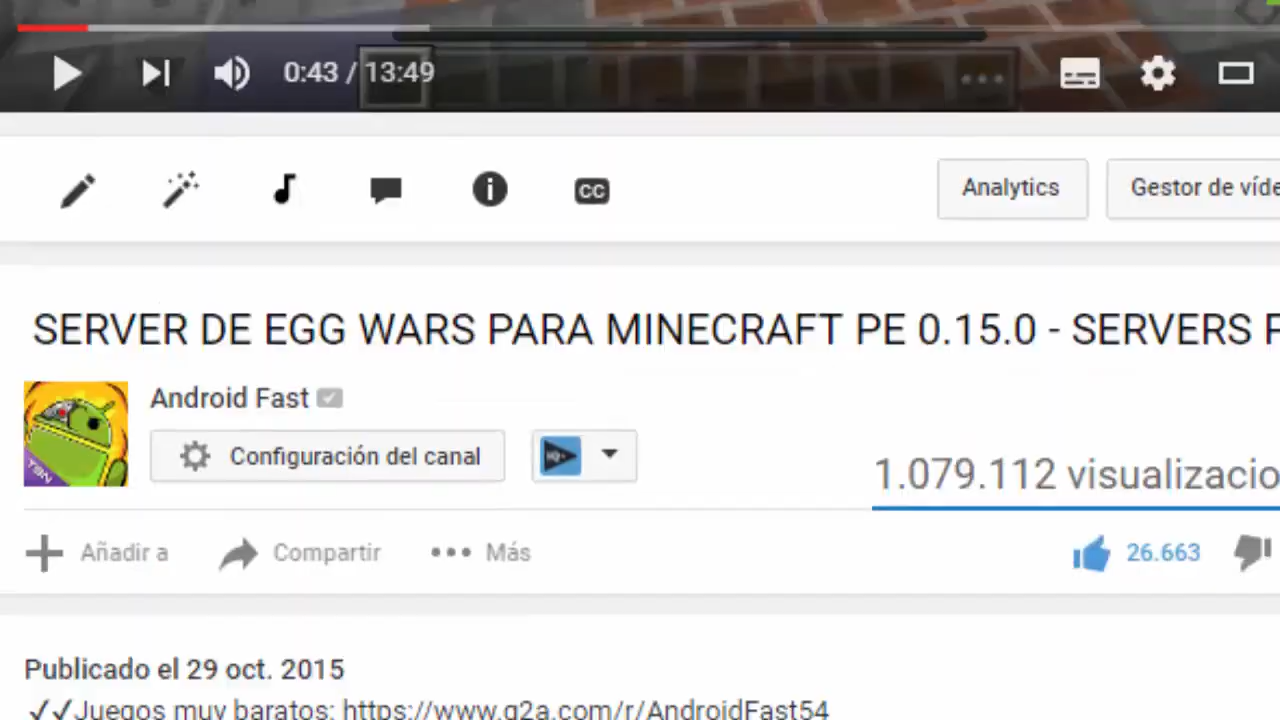 0:43 / 13:49
CC
Analytics
Gestor de víde
SERVER DE EGG WARS PARA MINECRAFT PE 0.15.0 - SERVERS P
Android Fast
TSN
Configuración del canal
1.079.112 visualizacio
Añadir a
Compartir
Más
26.663
Publicado el 29 oct. 2015
✓✓Juegos muy baratos: https://www.g2a.com/r/AndroidFast54